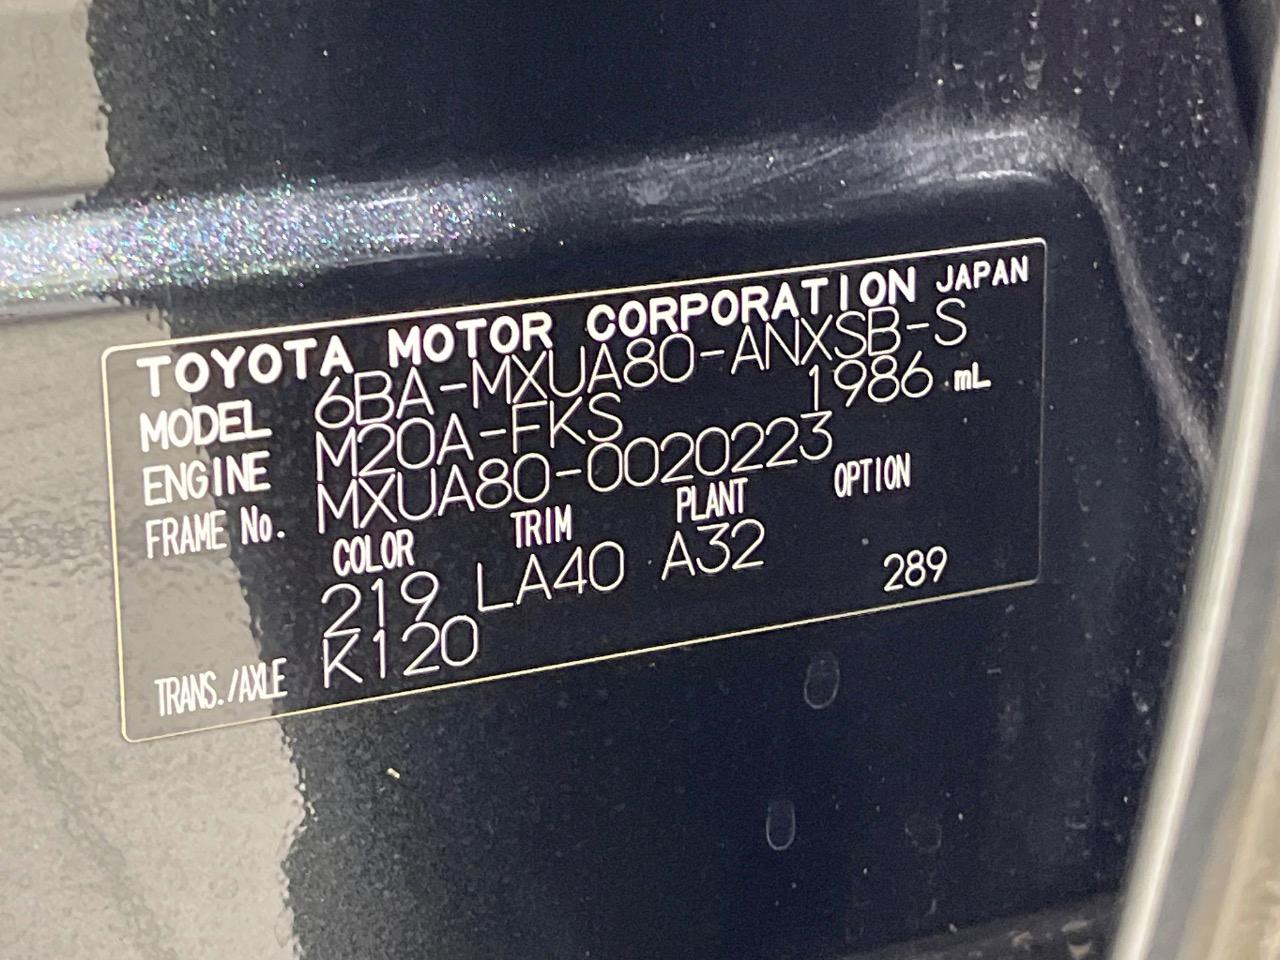 TOYOTA MOTOR CORPORATION JAPAN
MODEL 6BA-MXUA80-ANXSB-S
ENGINE M20A-FKS 1986 mL
FRAME No. MXUA80-0020223
COLOR TRIM PLANT OPTION
219 LA40 A32
TRANS./AXLE K120 289